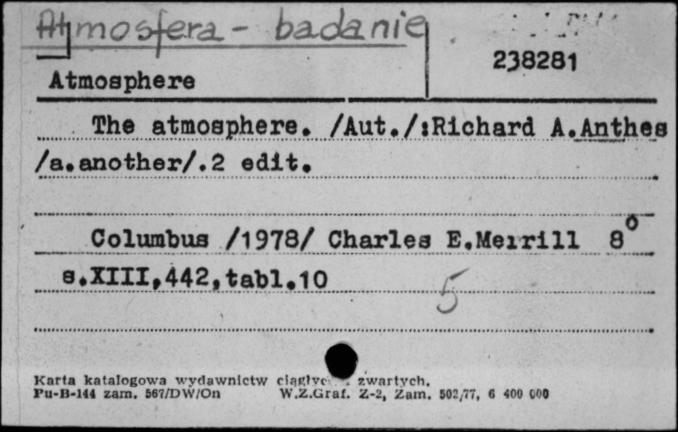 Atmosfera - badanie
238281
Atmosphere
The atmosphere. /Aut./:Richard A.Anthes
/a.another/.2 edit.
Columbus /1978/ Charles E.Merrill 8°
s.XIII,442,tabl.10
5
Karta katalogowa wydawnictw zwartych.
Pu-B-144 zam. 567/DW/On W.Z.Graf. Z-2, Zam. 502/77, 6 400 000